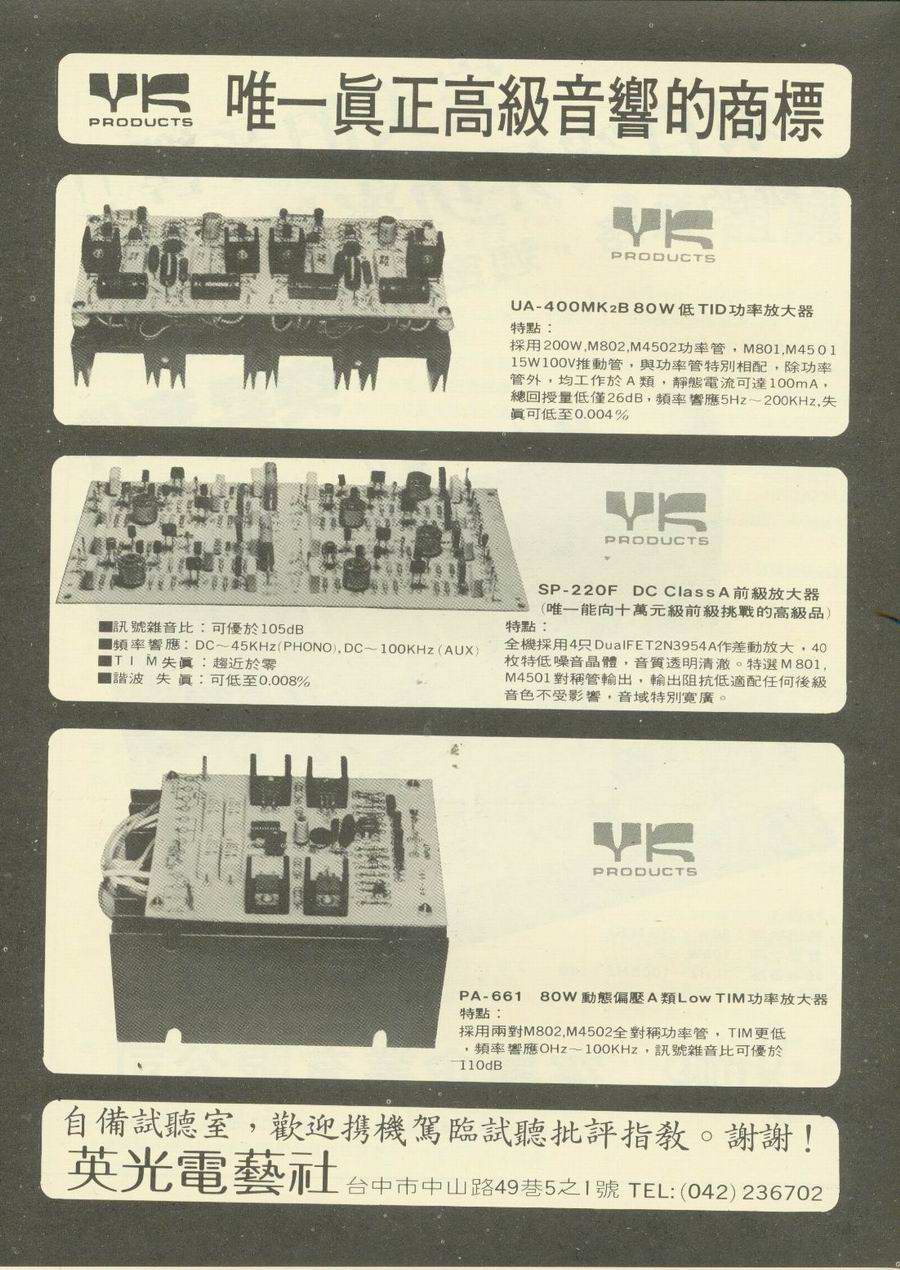 YK
PRODUCTS
唯一眞正高級音響的商標
YK
PRODUCTS
UA-400MK2B 80W低TID功率放大器
特點：
採用200W,M802,M4502功率管，M801,M4501
15W100V推動管，與功率管特別相配，除功率
管外，均工作於A類，靜態電流可達100mA，
總回授量低僅26dB，頻率響應5Hz～200KHz,失
眞可低至0.004%
YK
PRODUCTS
SP-220F DC ClassA前級放大器
(唯一能向十萬元級前級挑戰的高級品)
特點：
全機採用4只DualFET2N3954A作差動放大，40
枚特低噪音晶體，音質透明清澈。特選M801,
M4501對稱管輸出，輸出阻抗低適配任何後級
音色不受影響，音域特別寬廣。
■訊號雜音比：可優於105dB
■頻率響應：DC～45KHz(PHONO),DC～100KHz(AUX)
■TIM失眞：趨近於零
■諧波失眞：可低至0.008%
YK
PRODUCTS
PA-661 80W動態偏壓A類Low TIM功率放大器
特點：
採用兩對M802,M4502全對稱功率管，TIM更低
，頻率響應0Hz～100KHz，訊號雜音比可優於
110dB
自備試聽室，歡迎携機駕臨試聽批評指教。謝謝！
英光電藝社 台中市中山路49巷5之1號 TEL:(042)236702